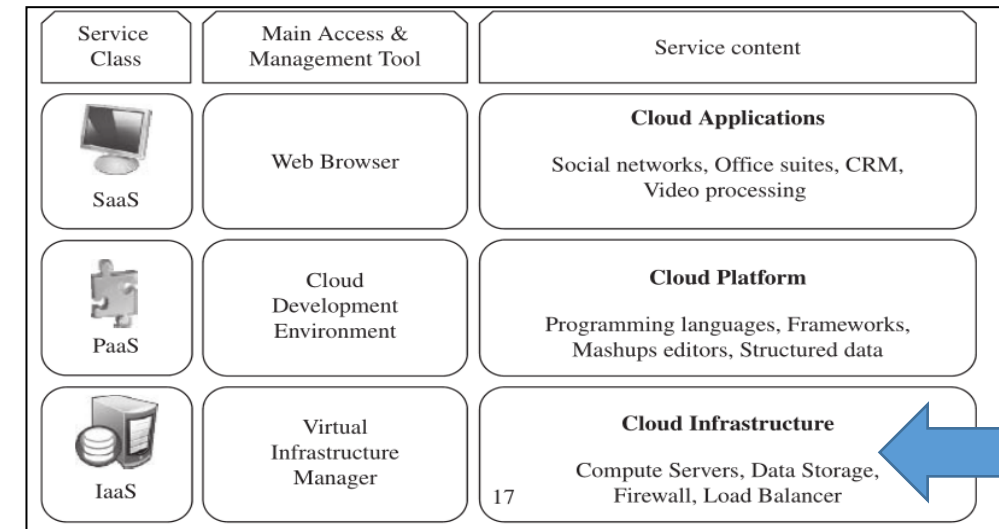 Service
Class
Main Access &
Management Tool
Service content
SaaS
Web Browser
Cloud Applications
Social networks, Office suites, CRM,
Video processing
PaaS
Cloud
Development
Environment
Cloud Platform
Programming languages, Frameworks,
Mashups editors, Structured data
IaaS
Virtual
Infrastructure
Manager
Cloud Infrastructure
Compute Servers, Data Storage,
Firewall, Load Balancer
17